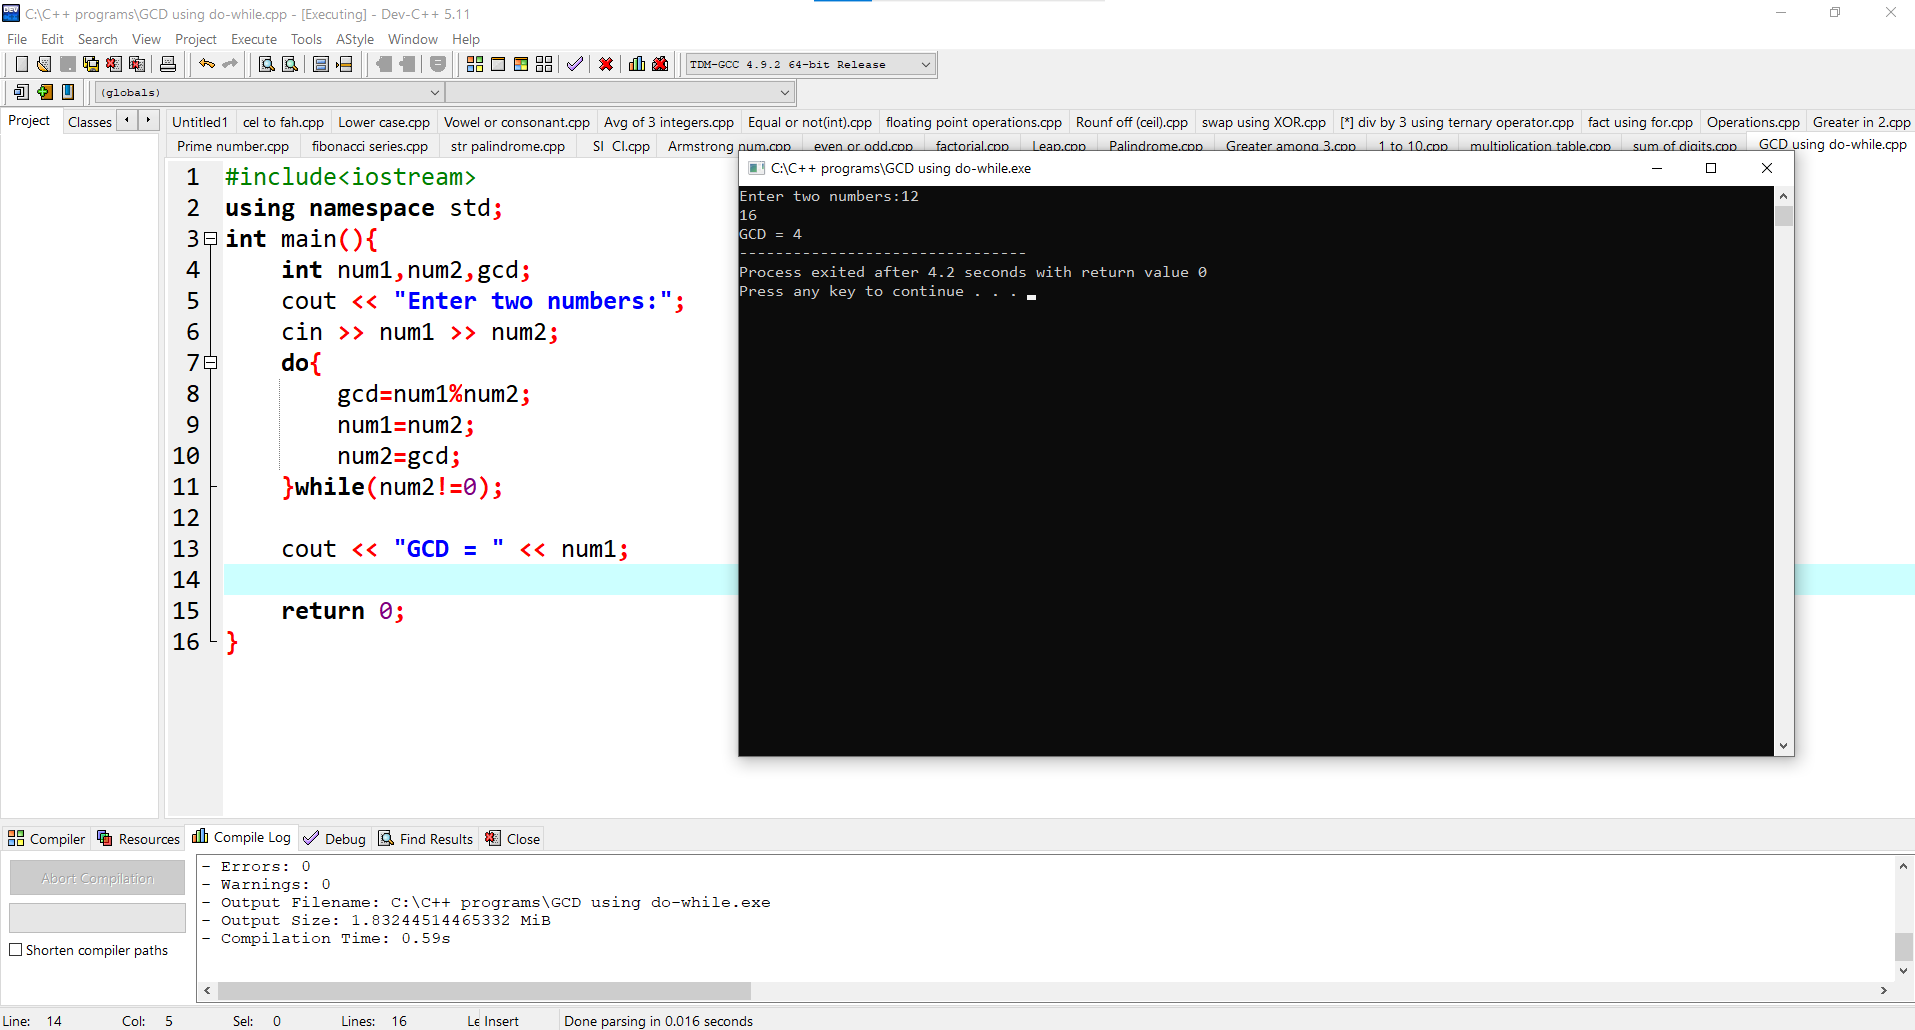 C:\C++ programs\GCD using do-while.cpp - [Executing] - Dev-C++ 5.11
File Edit Search View Project Execute Tools AStyle Window Help
TDM-GCC 4.9.2 64-bit Release
(globals)
Project Classes
Untitled1 cel to fah.cpp Lower case.cpp Vowel or consonant.cpp Avg of 3 integers.cpp Equal or not(int).cpp floating point operations.cpp Rounf off (ceil).cpp swap using XOR.cpp [*] div by 3 using ternary operator.cpp fact using for.cpp Operations.cpp Greater in 2.cpp
Prime number.cpp fibonacci series.cpp str palindrome.cpp SI CI.cpp Armstrong num.cpp even or odd.cpp factorial.cpp Leap.cpp Palindrome.cpp Greater among 3.cpp 1 to 10.cpp multiplication table.cpp sum of digits.cpp GCD using do-while.cpp
1 #include<iostream>
2 using namespace std;
3 int main(){
4 int num1,num2,gcd;
5 cout << "Enter two numbers:";
6 cin >> num1 >> num2;
7 do{
8 gcd=num1%num2;
9 num1=num2;
10 num2=gcd;
11 }while(num2!=0);
12
13 cout << "GCD = " << num1;
14
15 return 0;
16 }
C:\C++ programs\GCD using do-while.exe
Enter two numbers:12
16
GCD = 4
--------------------------------
Process exited after 4.2 seconds with return value 0
Press any key to continue . . .
Compiler Resources Compile Log Debug Find Results Close
Abort Compilation
Shorten compiler paths
- Errors: 0
- Warnings: 0
- Output Filename: C:\C++ programs\GCD using do-while.exe
- Output Size: 1.83244514465332 MiB
- Compilation Time: 0.59s
Line: 14 Col: 5 Sel: 0 Lines: 16 Le Insert Done parsing in 0.016 seconds